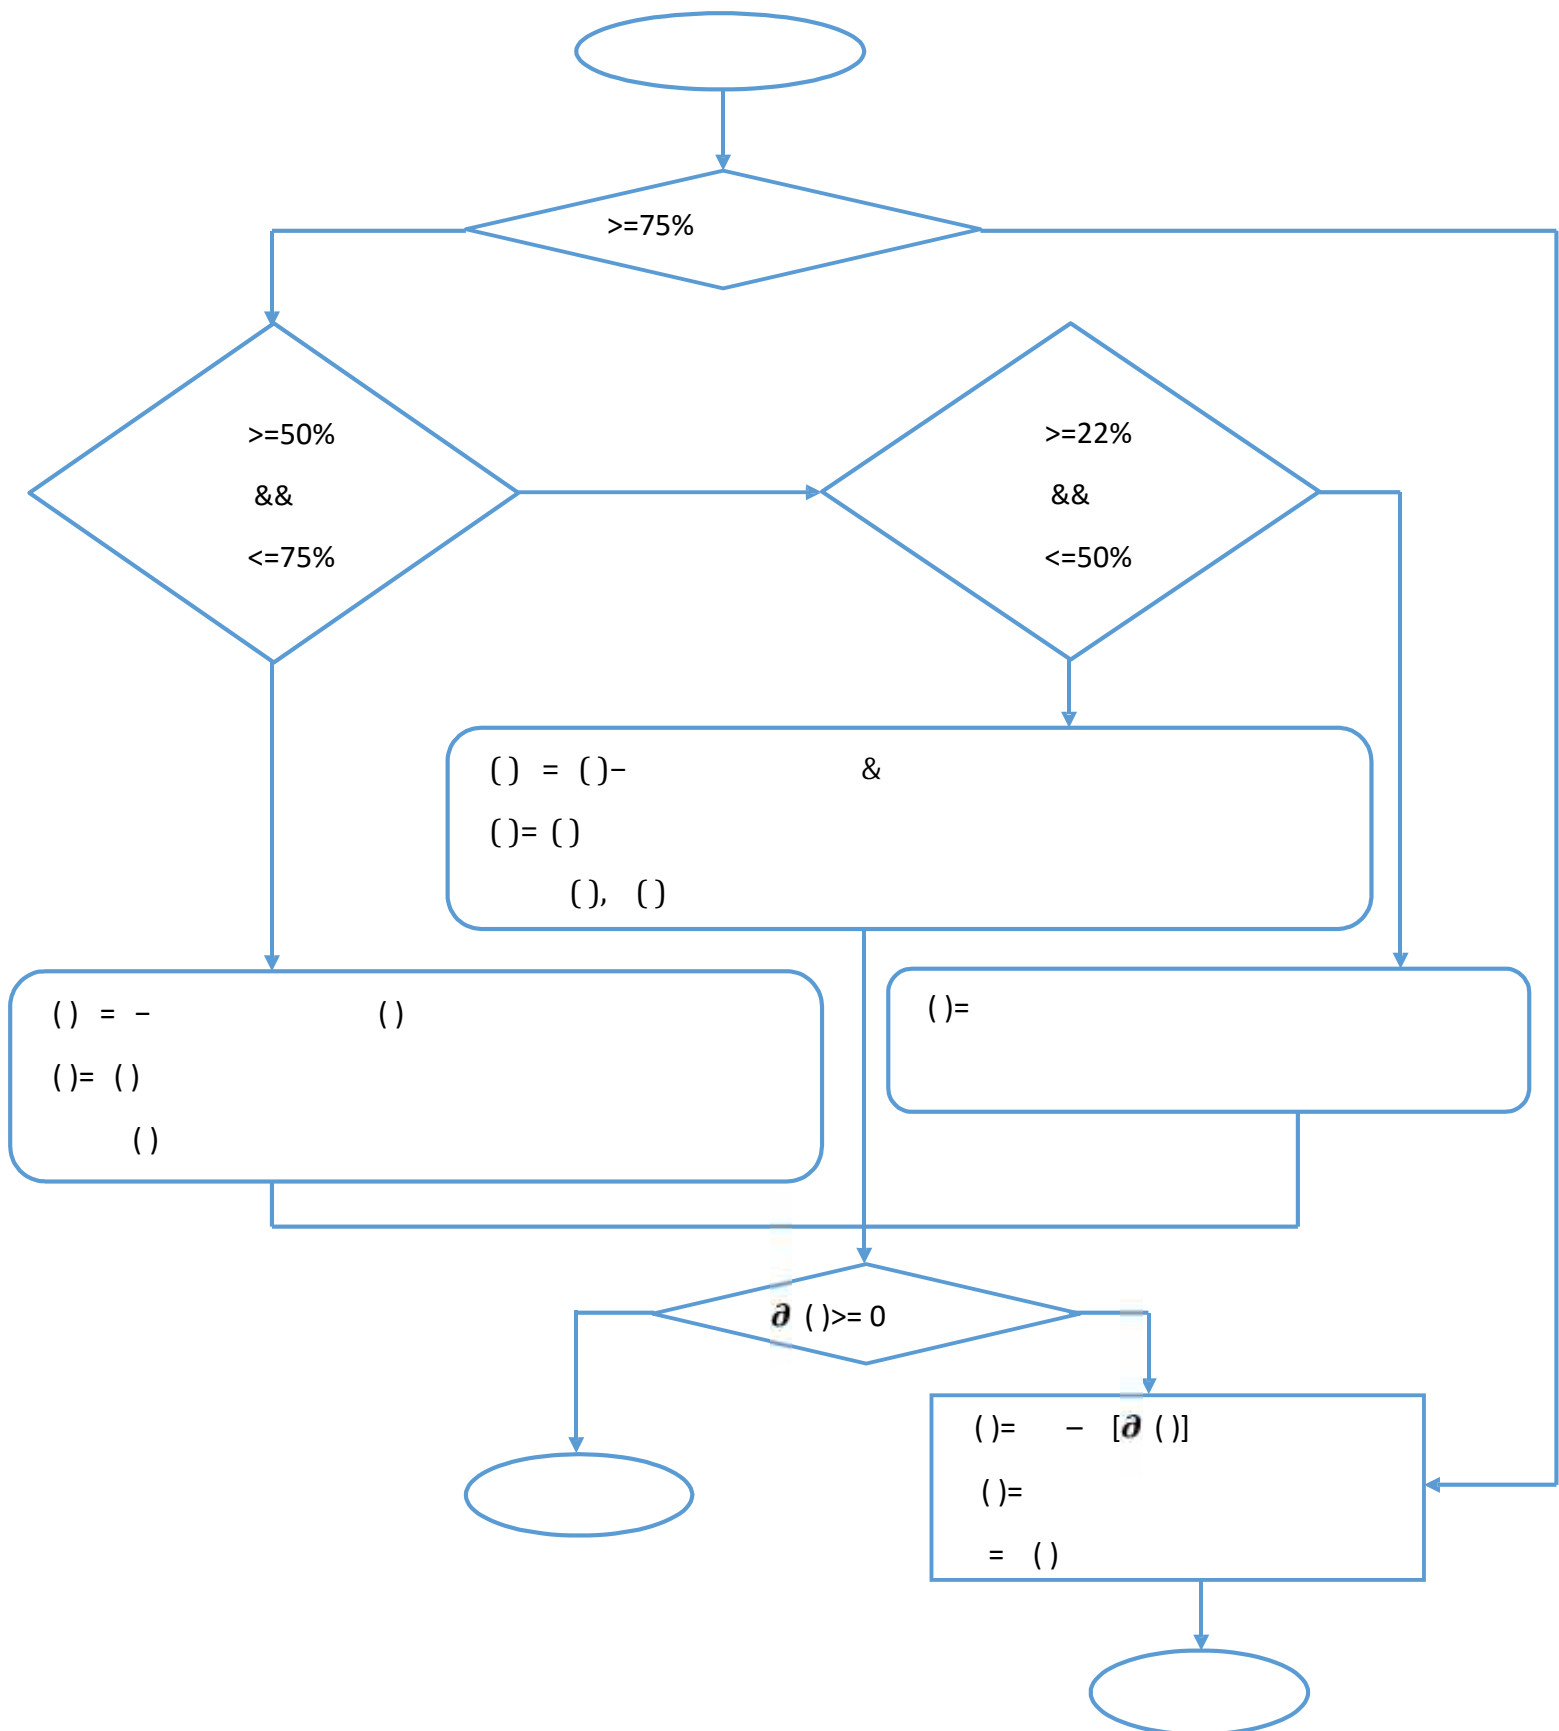 >=75%
>=50%
&&
<=75%
>=22%
&&
<=50%
( ) = ( )− &
( )= ( )
( ), ( )
( ) = − ( )
( )= ( )
( )
( )=
∂ ( )>= 0
( )= − [∂ ( )]
( )=
= ( )